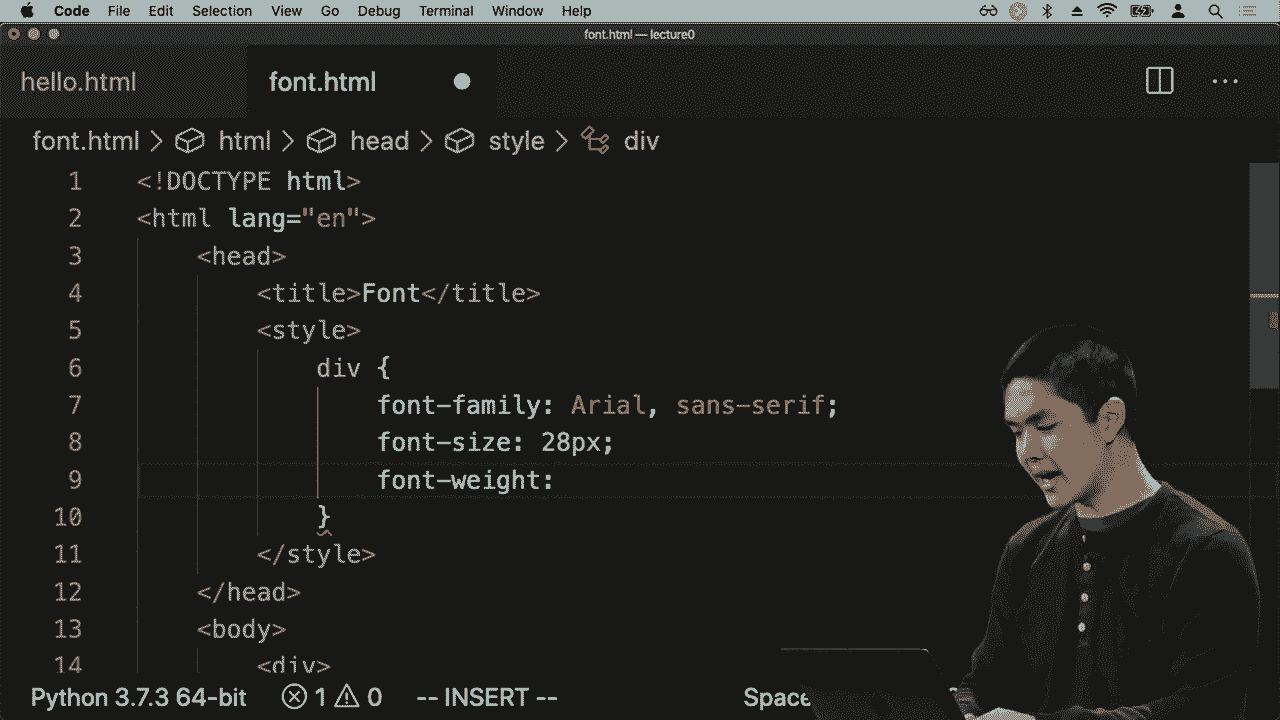 Code File Edit Selection View Go Debug Terminal Window Help
font.html — lecture0
hello.html font.html
font.html > html > head > style > div
1 <!DOCTYPE html>
2 <html lang="en">
3 <head>
4 <title>Font</title>
5 <style>
6 div {
7 font-family: Arial, sans-serif;
8 font-size: 28px;
9 font-weight:
10 }
11 </style>
12 </head>
13 <body>
14 <div>
Python 3.7.3 64-bit 1 0 -- INSERT -- Space